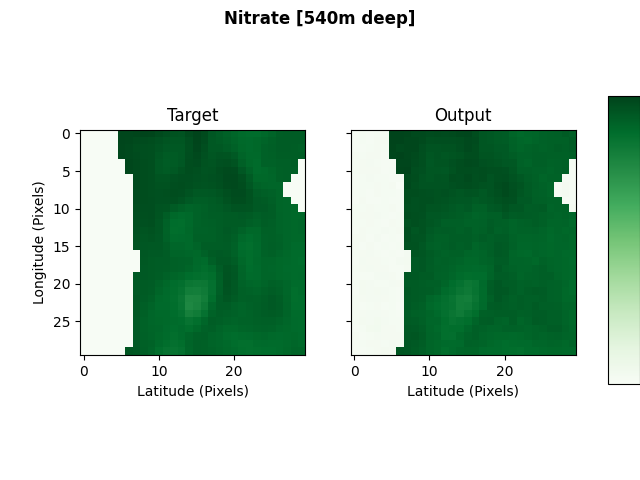 Nitrate [540m deep]
Target
Output
0
5
10
15
20
25
Longitude (Pixels)
0
10
20
0
10
20
Latitude (Pixels)
Latitude (Pixels)